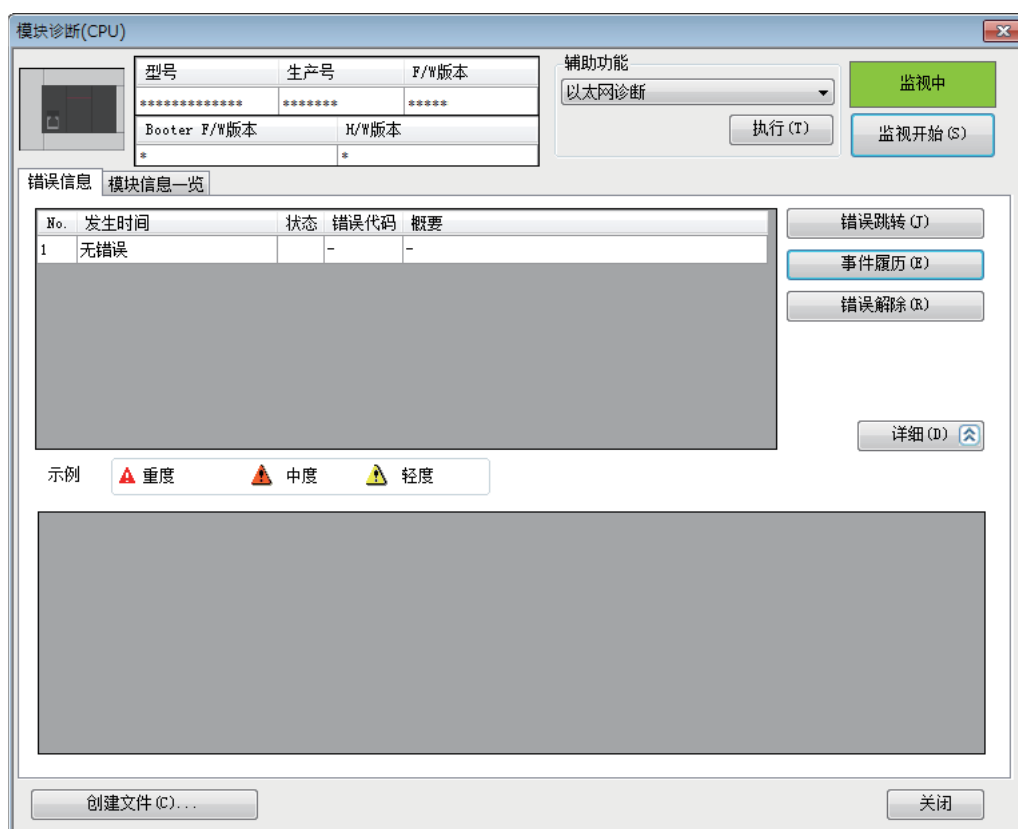 模块诊断(CPU)
型号 生产号 F/W版本
************* ******* *****
Booter F/W版本 H/W版本
* *
辅助功能
以太网诊断
执行(T)
监视中
监视开始(S)
错误信息 模块信息一览
No. 发生时间 状态 错误代码 概要
1 无错误 - -
错误跳转(J)
事件履历(E)
错误解除(R)
详细(D)
示例 重度 中度 轻度
创建文件(C)... 关闭